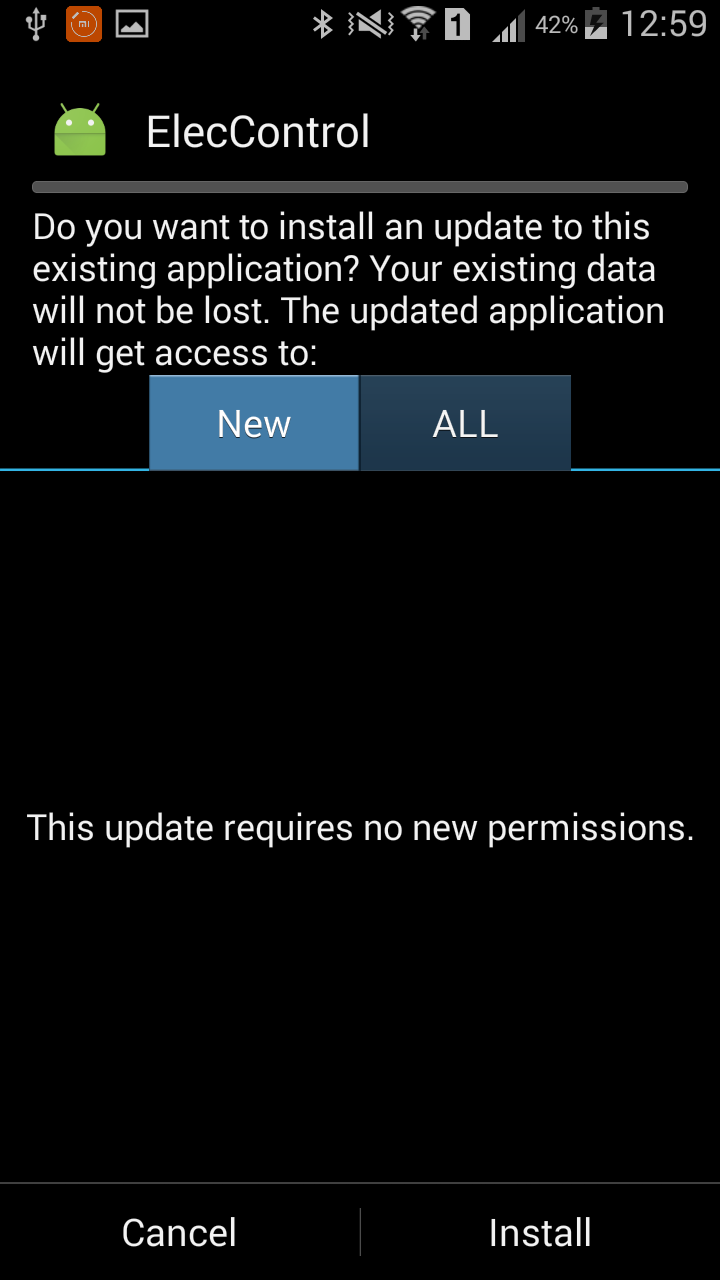 1 42% 12:59
ElecControl
Do you want to install an update to this
existing application? Your existing data
will not be lost. The updated application
will get access to:
New ALL
This update requires no new permissions.
Cancel Install